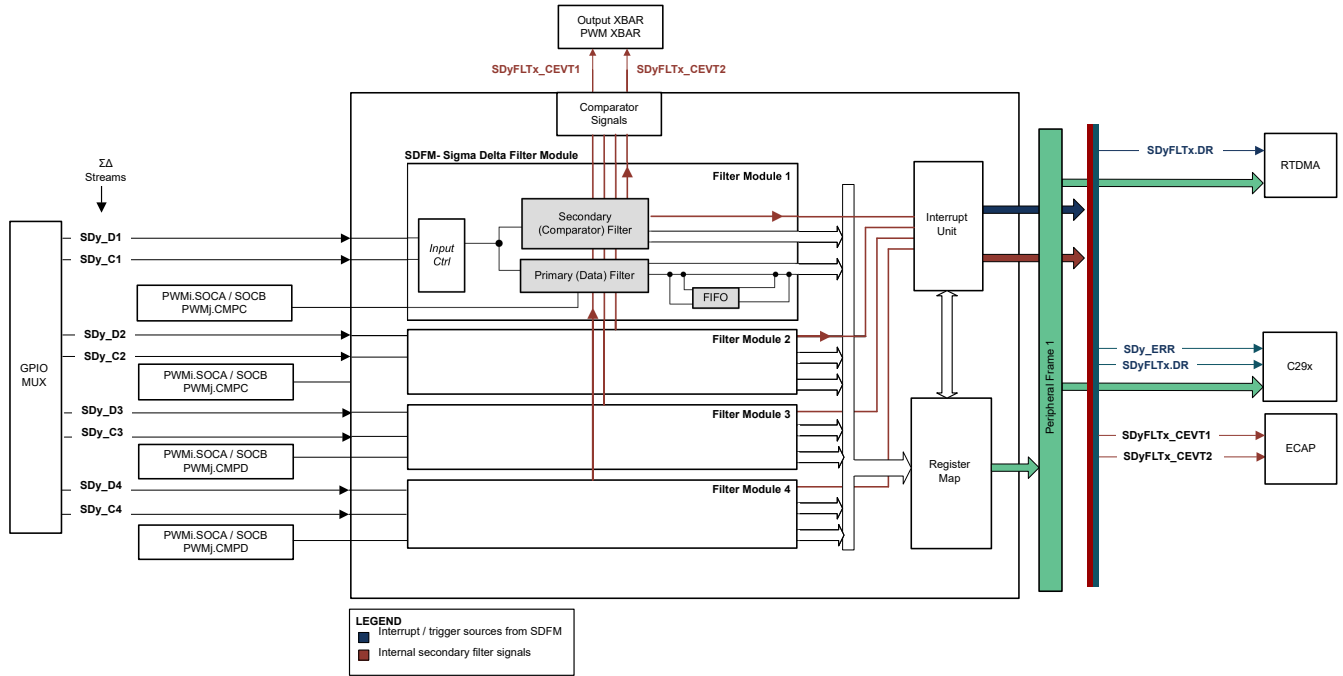 Output XBAR
PWM XBAR
SDyFLTx_CEVT1
SDyFLTx_CEVT2
Comparator
Signals
SDFM- Sigma Delta Filter Module
ΣΔ
Streams
GPIO
MUX
SDy_D1
SDy_C1
PWMi.SOCA / SOCB
PWMj.CMPC
SDy_D2
SDy_C2
PWMi.SOCA / SOCB
PWMj.CMPC
SDy_D3
SDy_C3
PWMi.SOCA / SOCB
PWMj.CMPD
SDy_D4
SDy_C4
PWMi.SOCA / SOCB
PWMj.CMPD
Filter Module 1
Input
Ctrl
Secondary
(Comparator) Filter
Primary (Data) Filter
FIFO
Filter Module 2
Filter Module 3
Filter Module 4
Interrupt
Unit
Register
Map
Peripheral Frame 1
SDyFLTx.DR
RTDMA
SDy_ERR
SDyFLTx.DR
C29x
SDyFLTx_CEVT1
SDyFLTx_CEVT2
ECAP
LEGEND
Interrupt / trigger sources from SDFM
Internal secondary filter signals